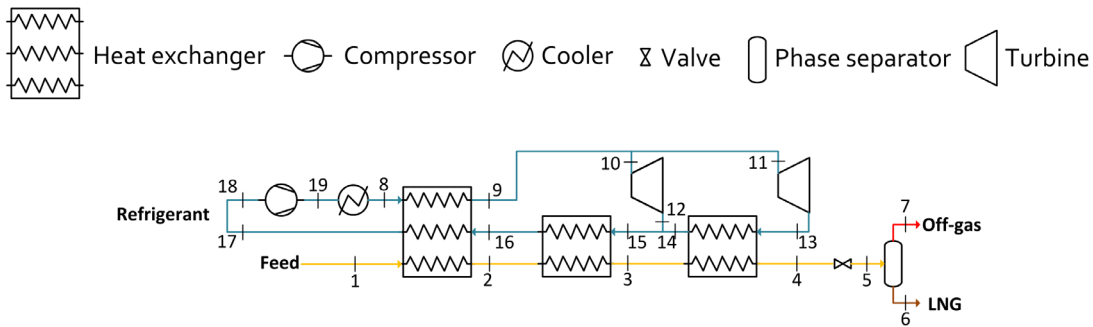 Heat exchanger
Compressor
Cooler
Valve
Phase separator
Turbine
10
11
18
19
8
9
7
Refrigerant
Off-gas
12
17
16
15
14
13
Feed
1
2
3
4
5
6
LNG